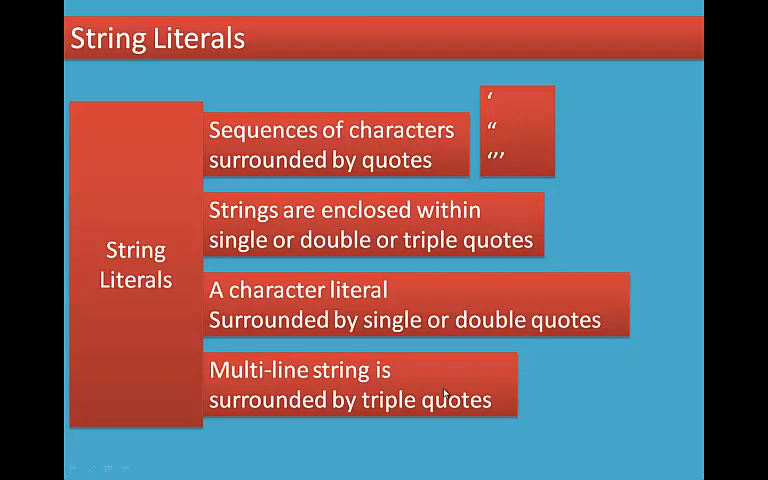 String Literals
Sequences of characters
surrounded by quotes
‘
“
‘’’
Strings are enclosed within
single or double or triple quotes
String
Literals
A character literal
Surrounded by single or double quotes
Multi-line string is
surrounded by triple quotes